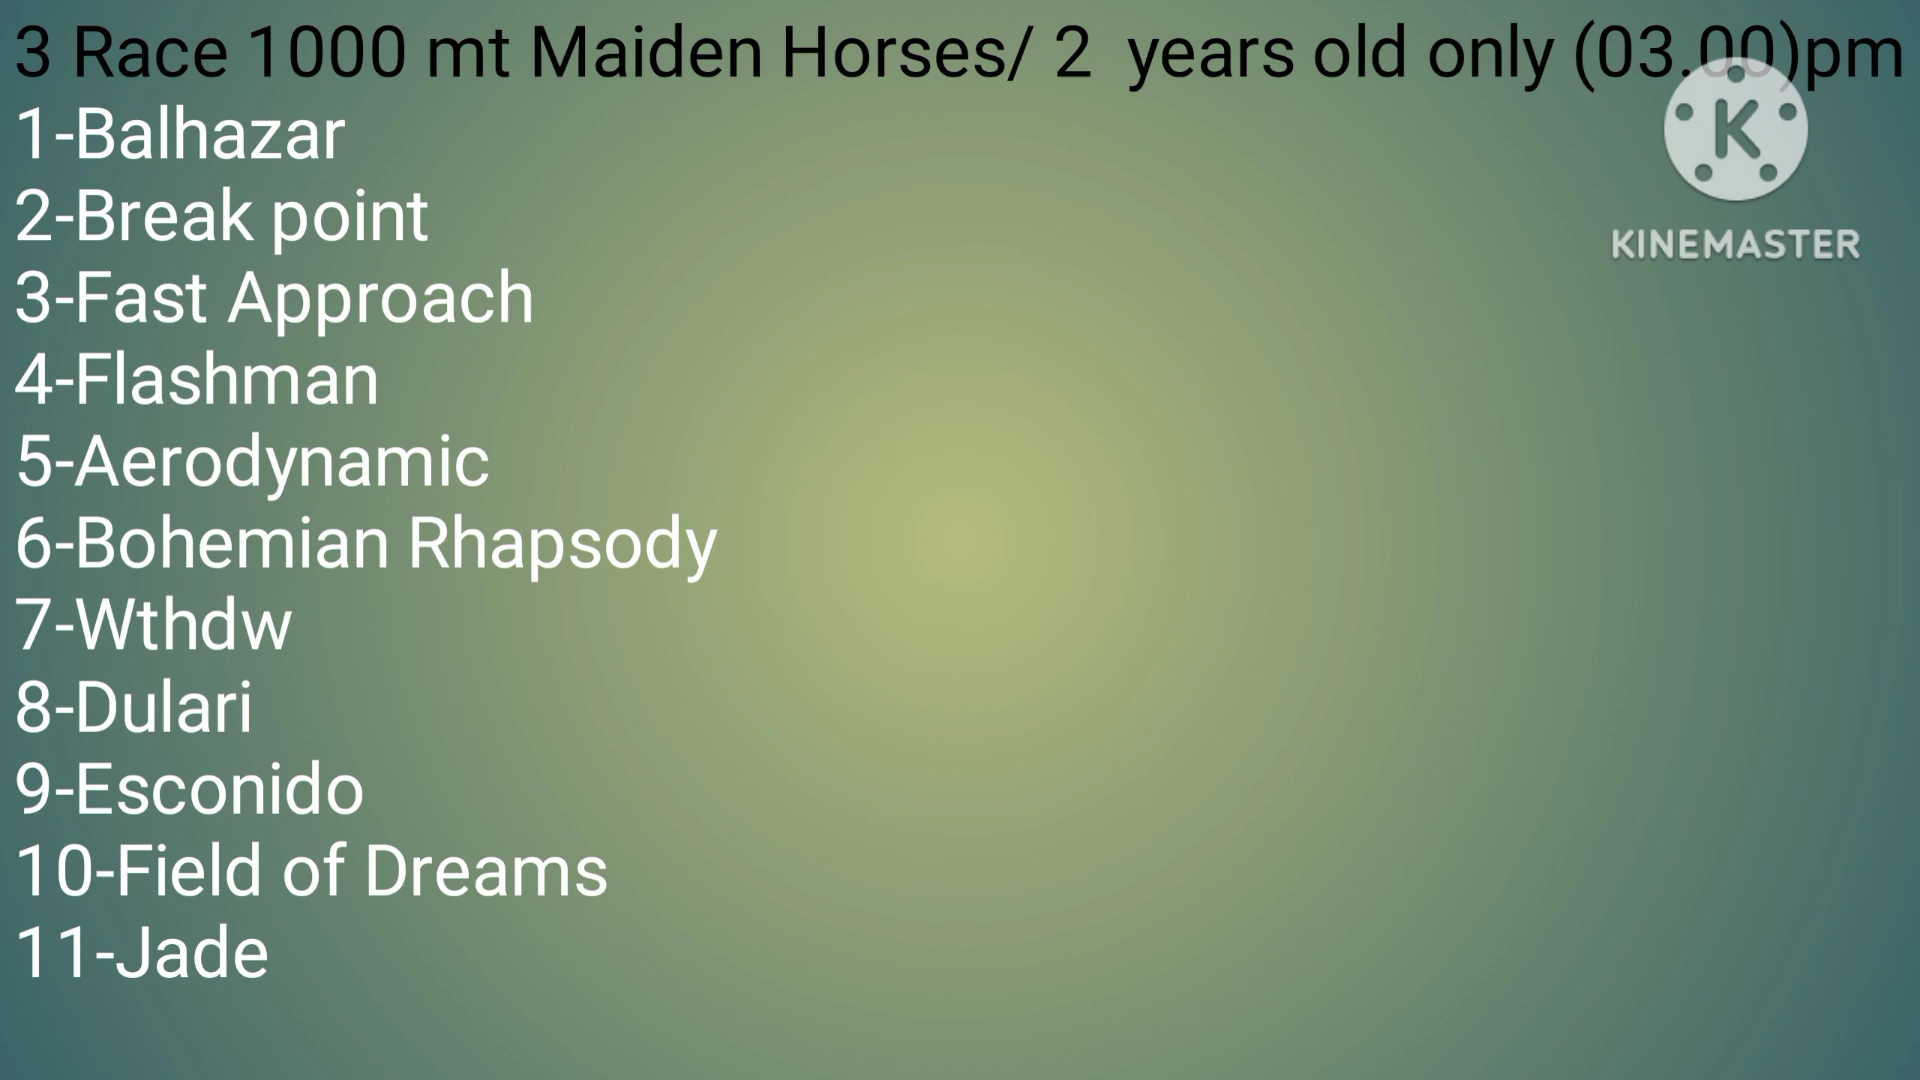 3 Race 1000 mt Maiden Horses/ 2  years old only (03.00)pm
1-Balhazar
2-Break point
3-Fast Approach
4-Flashman
5-Aerodynamic
6-Bohemian Rhapsody
7-Wthdw
8-Dulari
9-Esconido
10-Field of Dreams
11-Jade
K
KINEMASTER